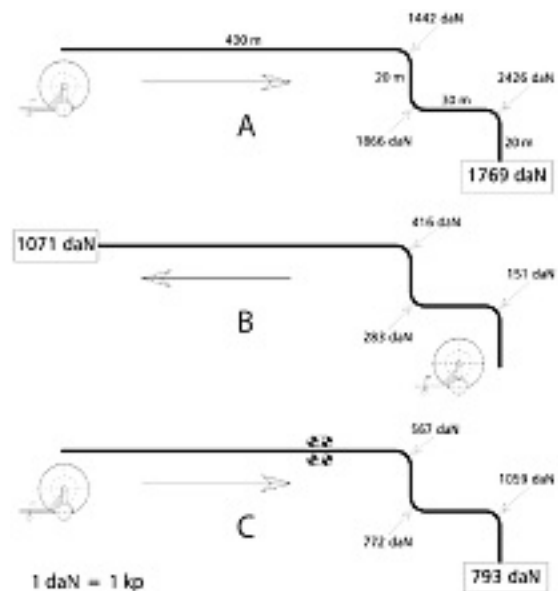 1442 daN
430 m
20 m
2426 daN
30 m
A
1866 daN
20 m
1769 daN
1071 daN
416 daN
151 daN
B
283 daN
567 daN
1059 daN
C
772 daN
793 daN
1 daN = 1 kp